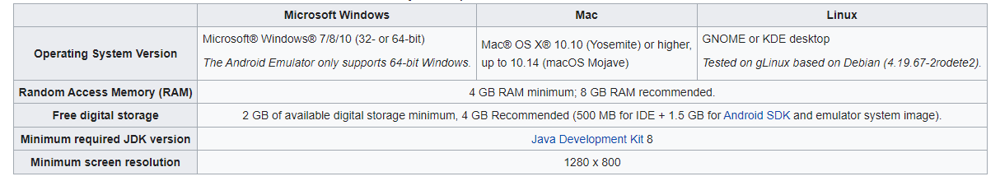 Microsoft Windows Mac Linux
Operating System Version
Microsoft® Windows® 7/8/10 (32- or 64-bit)
The Android Emulator only supports 64-bit Windows.
Mac® OS X® 10.10 (Yosemite) or higher,
up to 10.14 (macOS Mojave)
GNOME or KDE desktop
Tested on gLinux based on Debian (4.19.67-2rodete2).
Random Access Memory (RAM) 4 GB RAM minimum; 8 GB RAM recommended.
Free digital storage 2 GB of available digital storage minimum, 4 GB Recommended (500 MB for IDE + 1.5 GB for Android SDK and emulator system image).
Minimum required JDK version Java Development Kit 8
Minimum screen resolution 1280 x 800